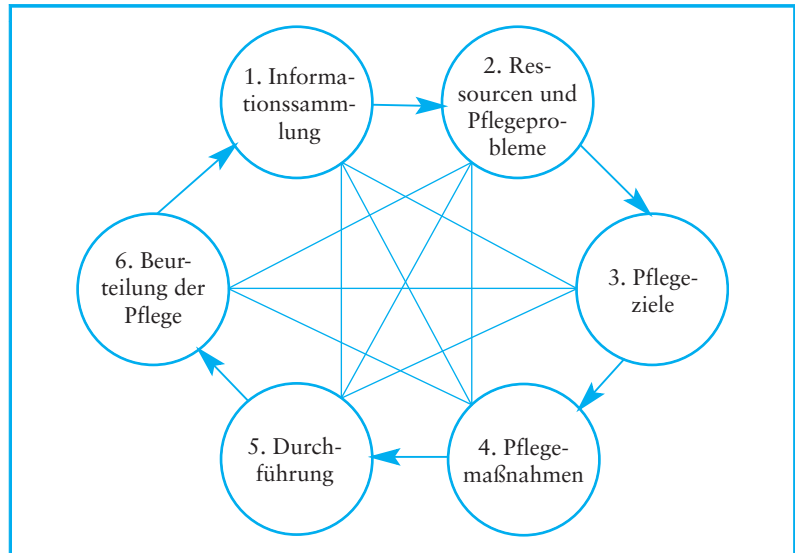 1. Informa-
tionssamm-
lung
2. Res-
sourcen und
Pflegepro-
bleme
3. Pflege-
ziele
4. Pflege-
maßnahmen
5. Durch-
führung
6. Beur-
teilung der
Pflege